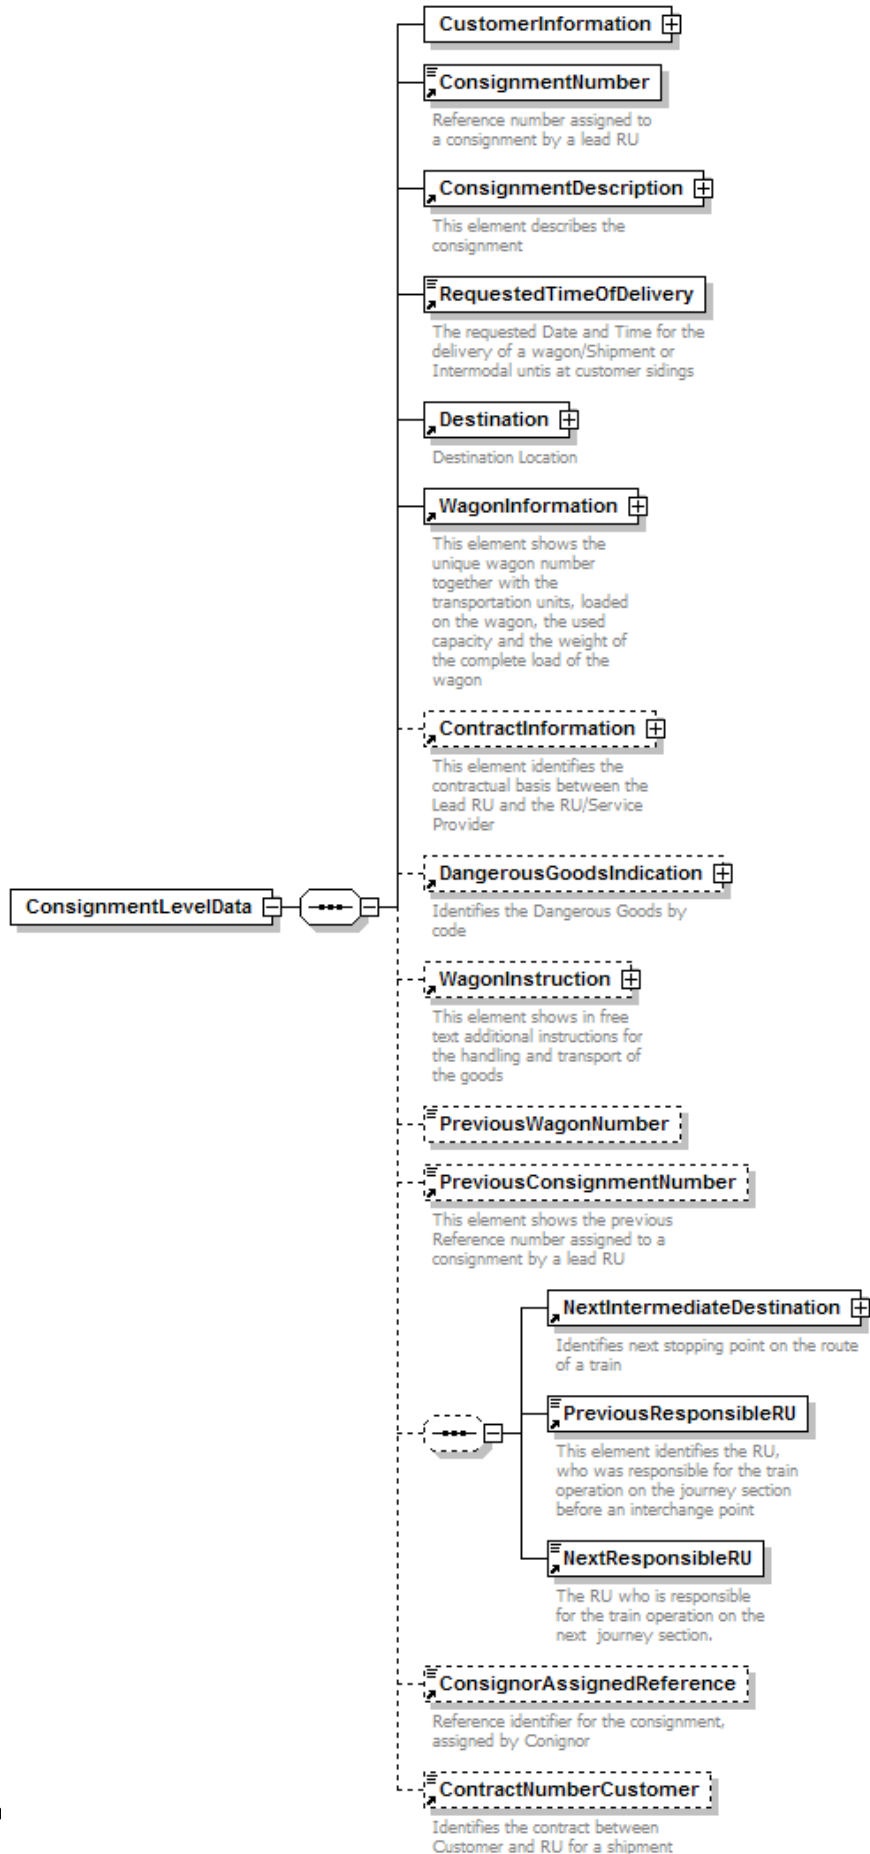 CustomerInformation
ConsignmentNumber
Reference number assigned to
a consignment by a lead RU
ConsignmentDescription
This element describes the
consignment
RequestedTimeOfDelivery
The requested Date and Time for the
delivery of a wagon/Shipment or
Intermodal untis at customer sidings
Destination
Destination Location
WagonInformation
This element shows the
unique wagon number
together with the
transportation units, loaded
on the wagon, the used
capacity and the weight of
the complete load of the
wagon
ContractInformation
This element identifies the
contractual basis between the
Lead RU and the RU/Service
Provider
DangerousGoodsIndication
Identifies the Dangerous Goods by
code
ConsignmentLevelData
WagonInstruction
This element shows in free
text additional instructions for
the handling and transport of
the goods
PreviousWagonNumber
PreviousConsignmentNumber
This element shows the previous
Reference number assigned to a
consignment by a lead RU
NextIntermediateDestination
Identifies next stopping point on the route
of a train
PreviousResponsibleRU
This element identifies the RU,
who was responsible for the train
operation on the journey section
before an interchange point
NextResponsibleRU
The RU who is responsible
for the train operation on the
next journey section.
ConsignorAssignedReference
Reference identifier for the consignment,
assigned by Conignor
ContractNumberCustomer
Identifies the contract between
Customer and RU for a shipment